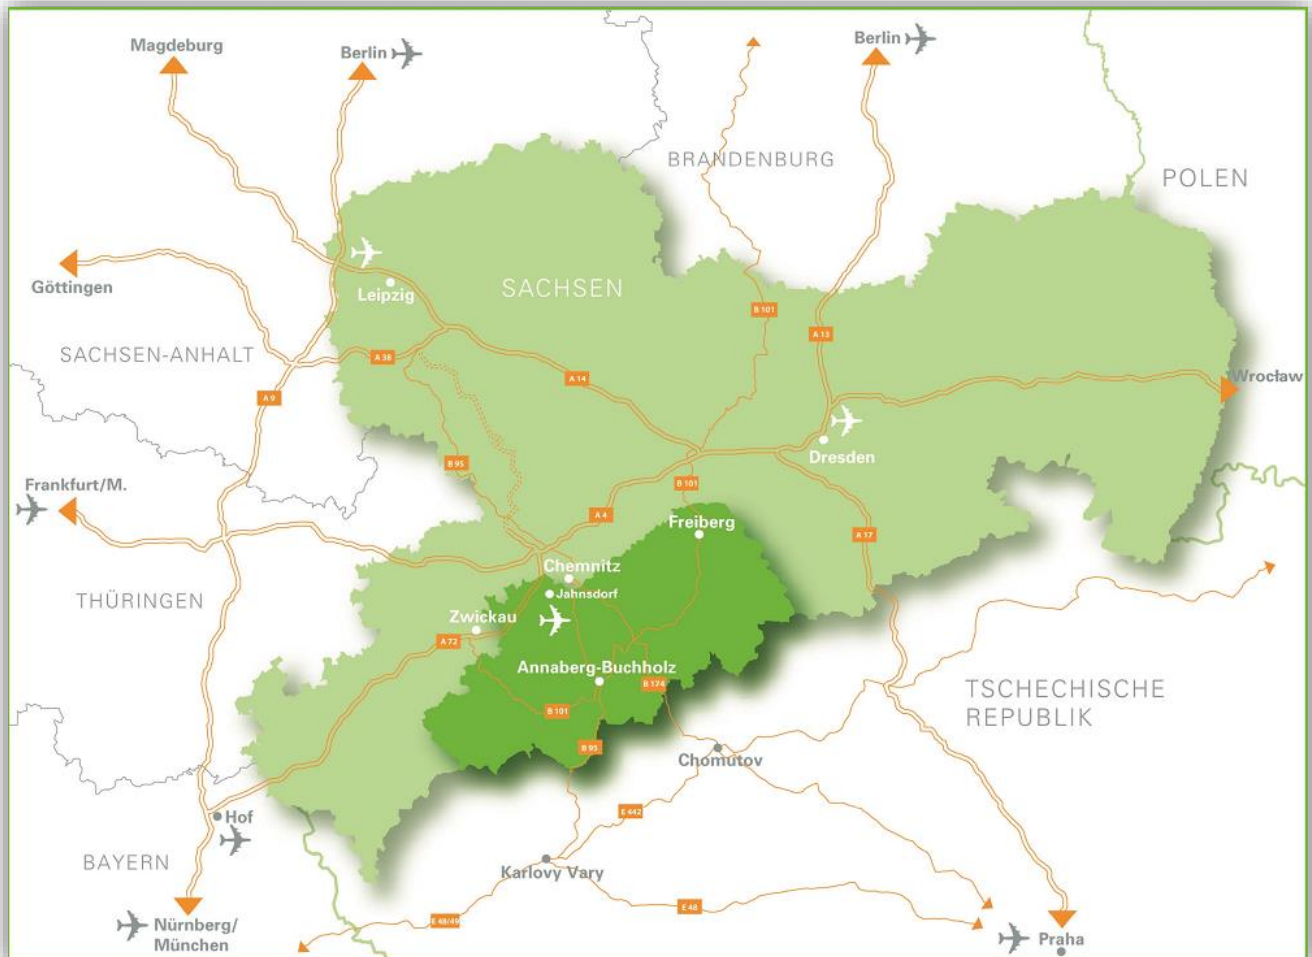 Magdeburg
Berlin
Berlin
BRANDENBURG
POLEN
Göttingen
Leipzig
SACHSEN
B 101
A 13
SACHSEN-ANHALT
A 38
A 14
Wrocław
A 9
B 95
Dresden
Frankfurt/M.
B 101
A 4
Freiberg
A 17
Chemnitz
Jahnsdorf
THÜRINGEN
Zwickau
A 72
Annaberg-Buchholz
B 174
TSCHECHISCHE
REPUBLIK
B 101
B 95
Chomutov
E 442
Hof
BAYERN
Karlovy Vary
E 48/49
E 48
Nürnberg/
München
Praha